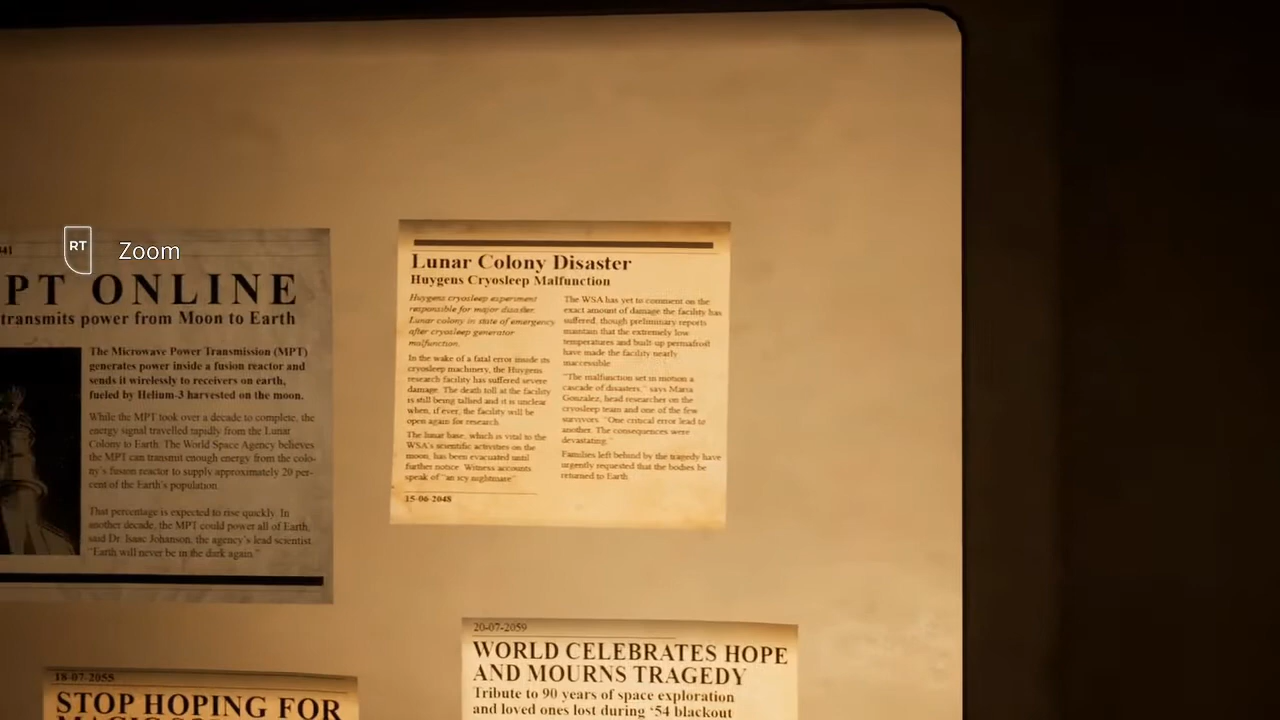 RT Zoom
PT ONLINE
transmits power from Moon to Earth
The Microwave Power Transmission (MPT)
generates power inside a fusion reactor and
sends it wirelessly to receivers on earth,
fueled by Helium-3 harvested on the moon.
While the MPT took over a decade to complete, the
energy signal travelled rapidly from the Lunar
Colony to Earth. The World Space Agency believes
the MPT can transmit enough energy from the colo-
ny's fusion reactor to supply approximately 20 per-
cent of the Earth's population.
That percentage is expected to rise quickly. In
another decade, the MPT could power all of Earth,
said Dr. Isaac Johanson, the agency's lead scientist.
"Earth will never be in the dark again."
Lunar Colony Disaster
Huygens Cryosleep Malfunction
Huygens cryosleep experiment
responsible for major disaster.
Lunar colony in state of emergency
after cryosleep generator
malfunction.
In the wake of a fatal error inside its
cryosleep machinery, the Huygens
research facility has suffered severe
damage. The death toll at the facility
is still being tallied and it is unclear
when, if ever, the facility will be
open again for research.
The lunar base, which is vital to the
WSA's scientific activities on the
moon, has been evacuated until
further notice. Witness accounts
speak of "an icy nightmare"
15-06-2048
The WSA has yet to comment on the
exact amount of damage the facility has
suffered, though preliminary reports
maintain that the extremely low
temperatures and built-up permafrost
have made the facility nearly
inaccessible.
"The malfunction set in motion a
cascade of disasters," says Maria
Gonzalez, head researcher on the
cryosleep team and one of the few
survivors. "One critical error lead to
another. The consequences were
devastating."
Families left behind by the tragedy have
urgently requested that the bodies be
returned to Earth.
18-07-2055
STOP HOPING FOR
20-07-2059
WORLD CELEBRATES HOPE
AND MOURNS TRAGEDY
Tribute to 90 years of space exploration
and loved ones lost during '54 blackout